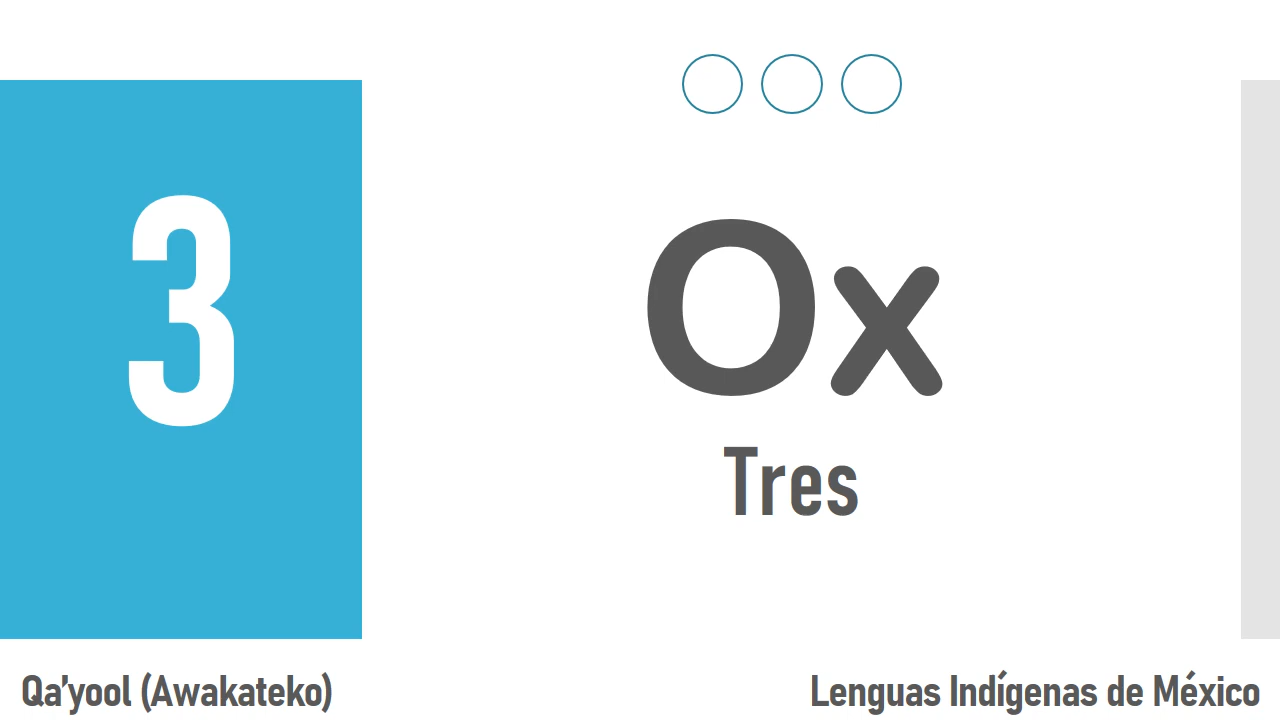 3
Ox
Tres
Qa’yool (Awakateko)
Lenguas Indígenas de México